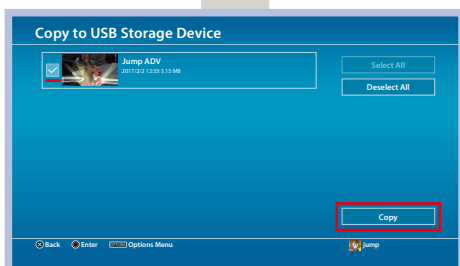 Copy to USB Storage Device
Jump ADV
2017/2/2 12:33 3.15 MB
Select All
Deselect All
Copy
Back Enter OPTIONS Options Menu
jump